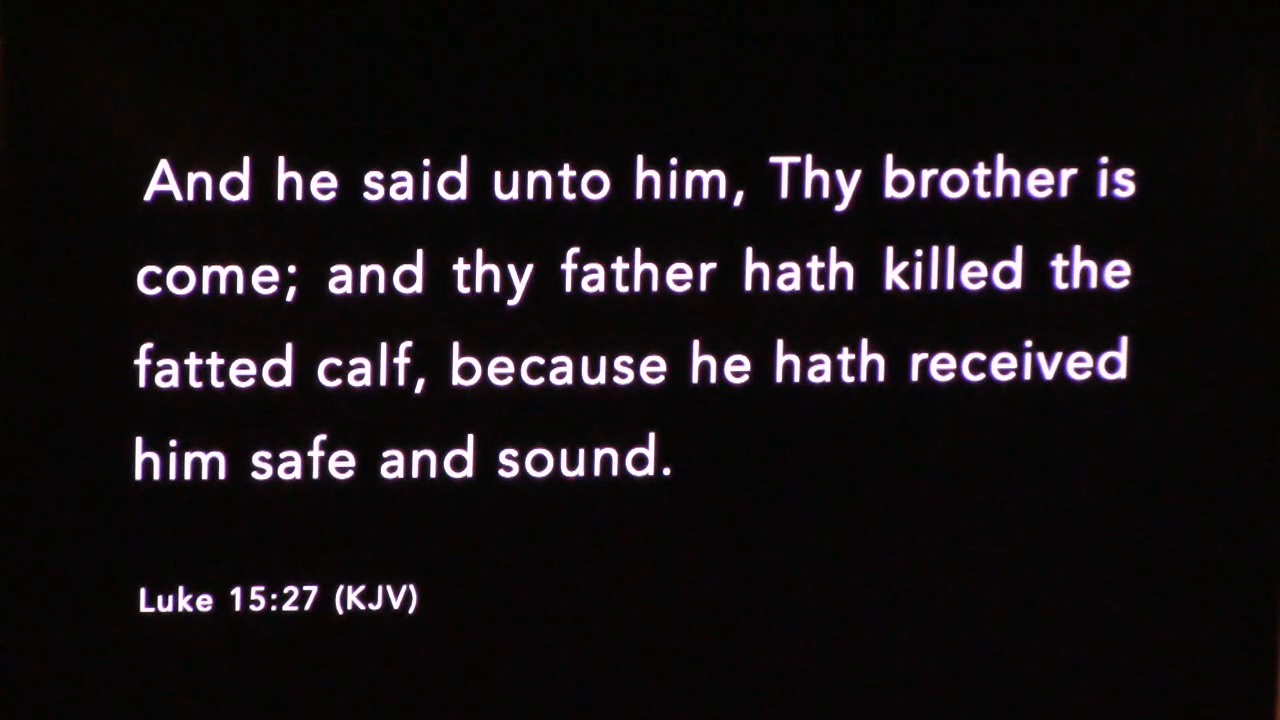 And he said unto him, Thy brother is
come; and thy father hath killed the
fatted calf, because he hath received
him safe and sound.
Luke 15:27 (KJV)